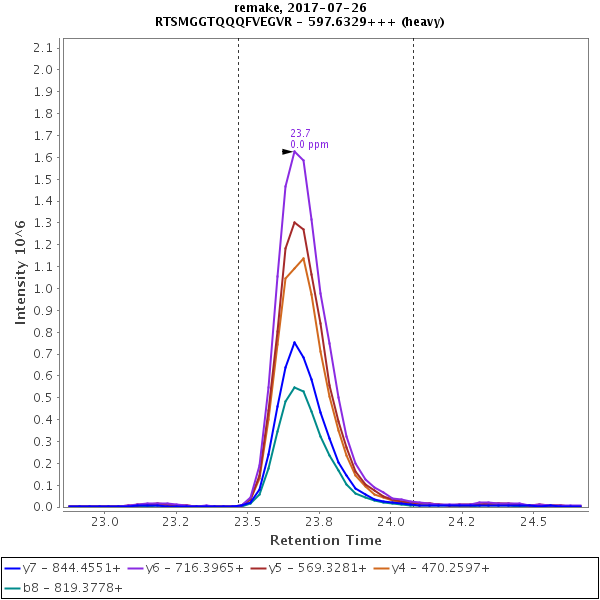 remake, 2017-07-26
RTSMGGTQQQFVEGVR - 597.6329+++ (heavy)
2.1
2.0
1.9
1.8
1.7
1.6
1.5
1.4
1.3
1.2
1.1
1.0
0.9
0.8
0.7
0.6
0.5
0.4
0.3
0.2
0.1
0.0
Intensity 10^6
23.7
0.0 ppm
23.0 23.2 23.5 23.8 24.0 24.2 24.5
Retention Time
y7 - 844.4551+ y6 - 716.3965+ y5 - 569.3281+ y4 - 470.2597+
b8 - 819.3778+